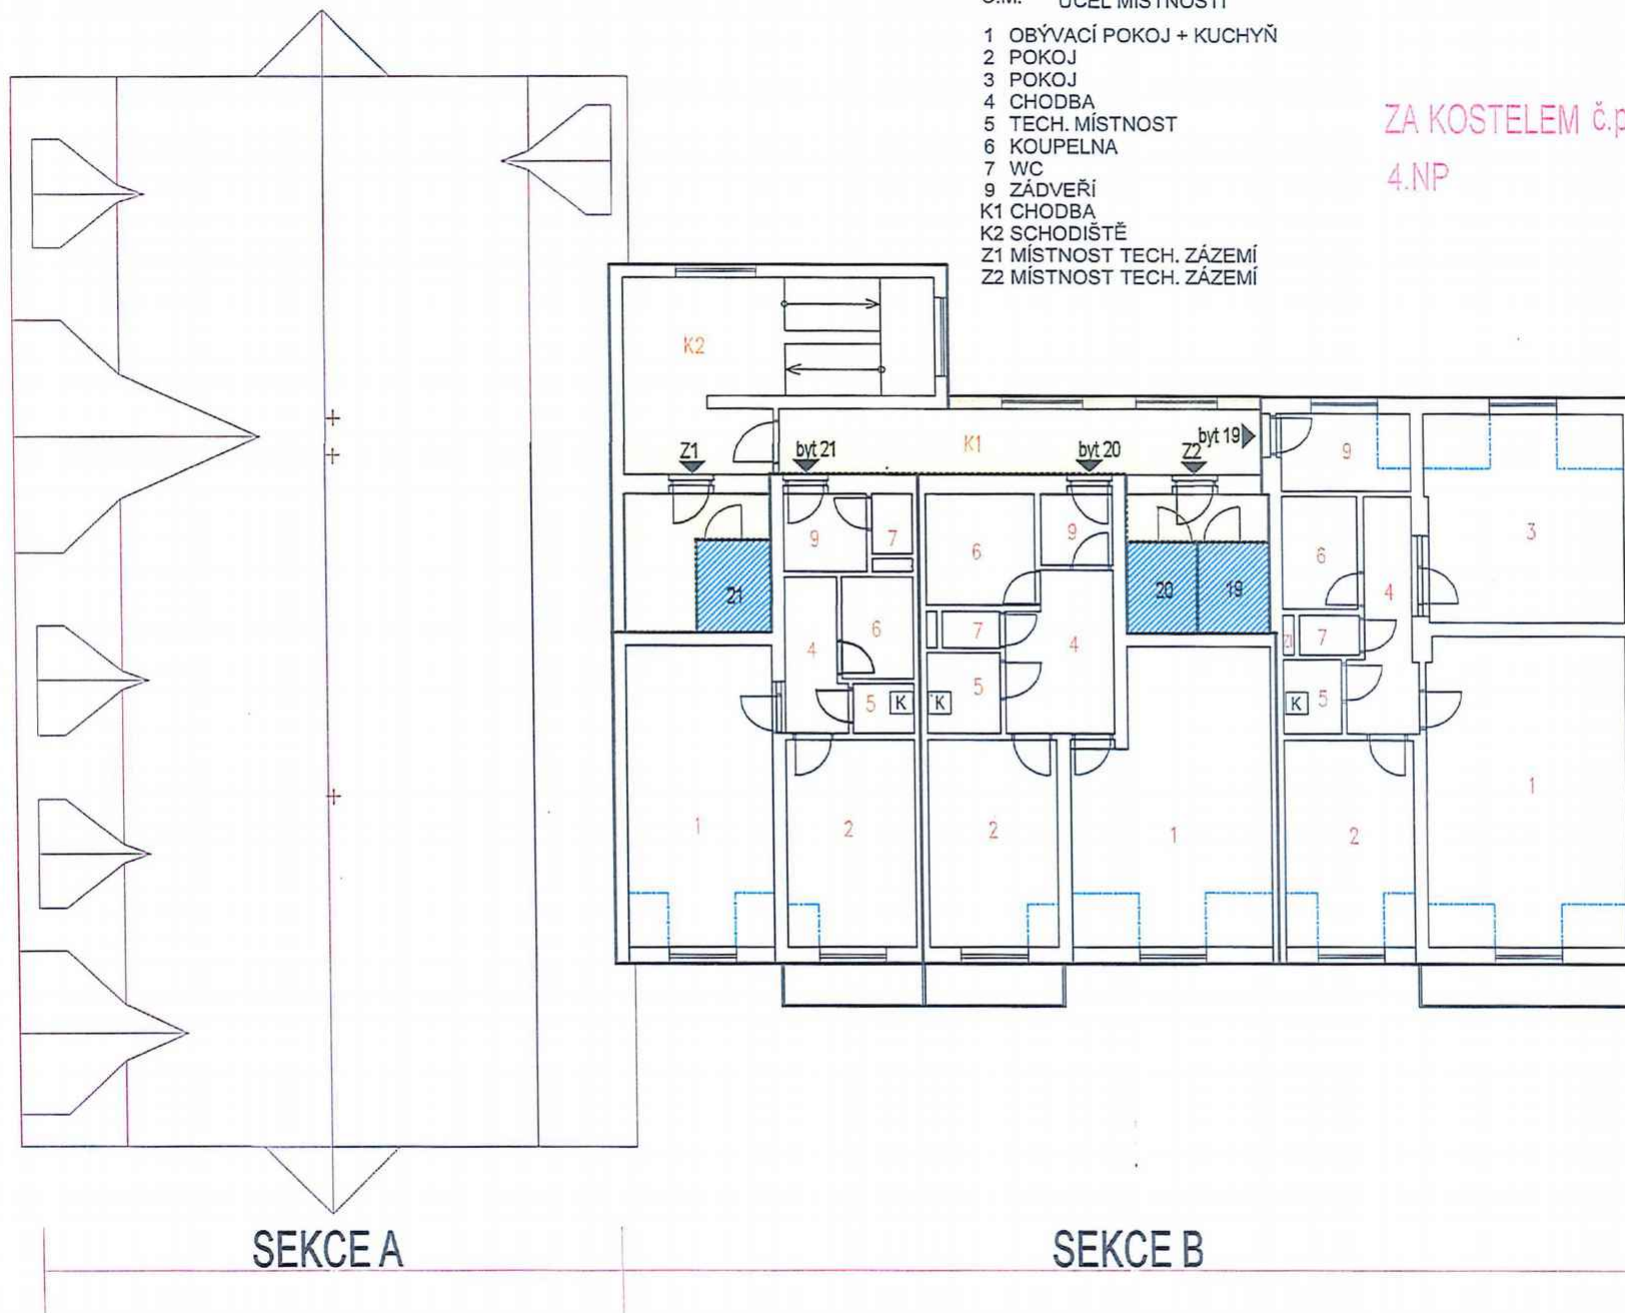 Č.M. ÚČEL MÍSTNOSTI
1 OBÝVACÍ POKOJ + KUCHYŇ
2 POKOJ
3 POKOJ
4 CHODBA
5 TECH. MÍSTNOST
6 KOUPELNA
7 WC
9 ZÁDVEŘÍ
K1 CHODBA
K2 SCHODIŠTĚ
Z1 MÍSTNOST TECH. ZÁZEMÍ
Z2 MÍSTNOST TECH. ZÁZEMÍ
ZA KOSTELEM č.p
4.NP
K2
Z1
byt 21
K1
byt 20
Z2
byt 19
9
9
7
6
9
6
3
21
20
19
4
4
6
7
4
7
5
K
K
5
K
5
1
2
2
1
2
1
SEKCE A
SEKCE B